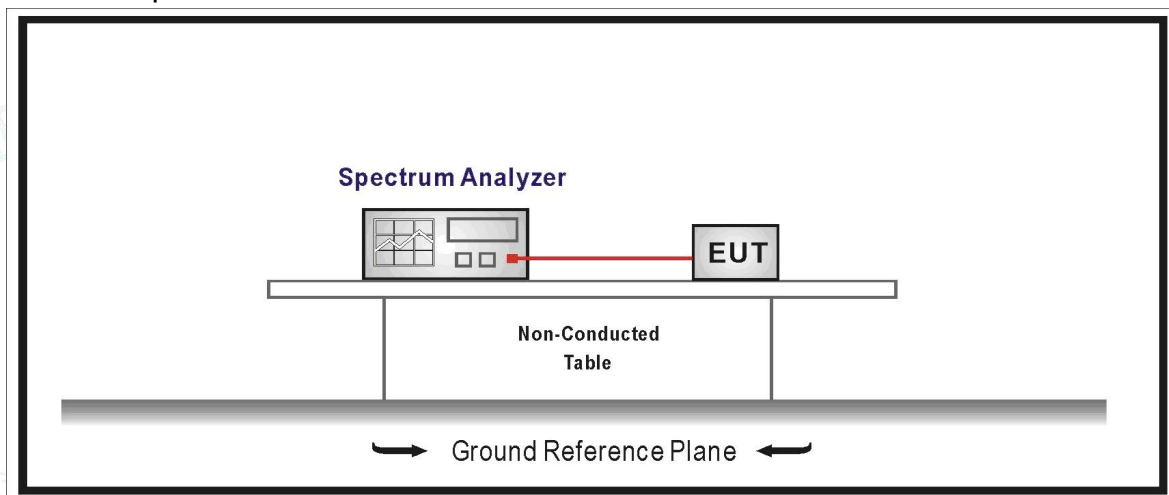 Spectrum Analyzer
EUT
Non-Conducted
Table
Ground Reference Plane